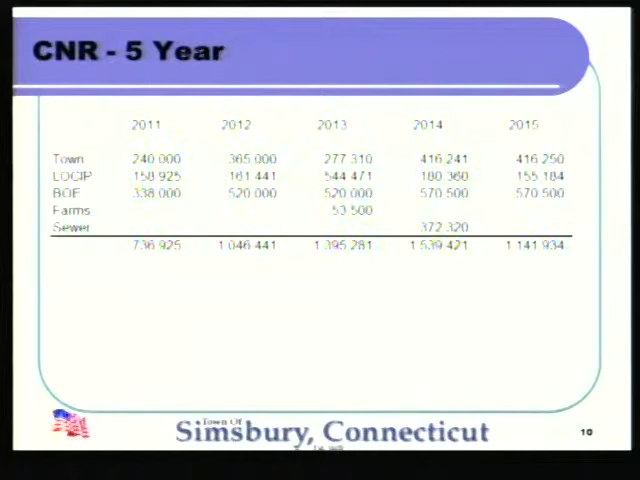 CNR - 5 Year
2011 2012 2013 2014 2015
Town 240,000 365,000 277,310 416,241 416,250
LOCIP 158,925 161,441 544,471 180,360 155,184
BOE 338,000 520,000 520,000 570,500 570,500
Farms 53,500
Sewer 372,320
736,925 1,046,441 1,395,281 1,539,421 1,141,934
Town Of
Simsbury, Connecticut
10